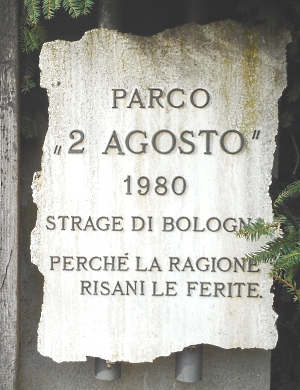 PARCO
„2 AGOSTO"
1980
STRAGE DI BOLOGN
PERCHÉ LA RAGIONE
RISANI LE FERITE.